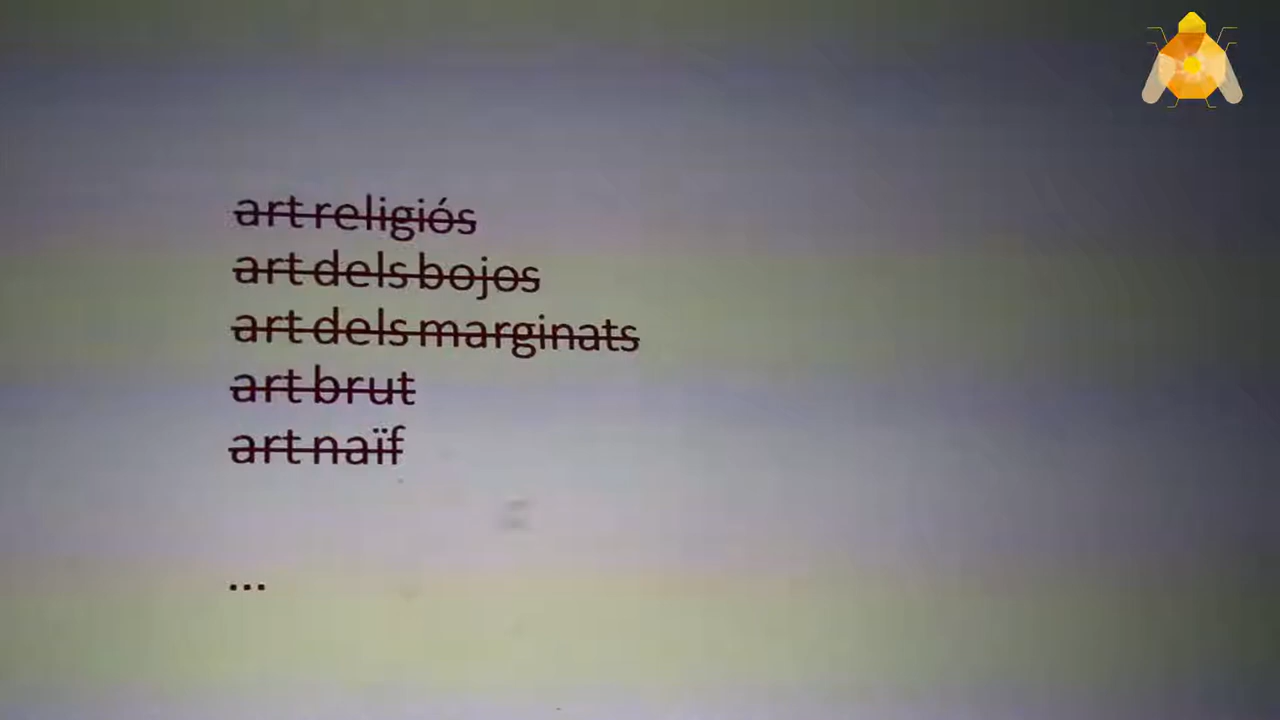 art religiós
art dels bojos
art dels marginats
art brut
art naïf
...